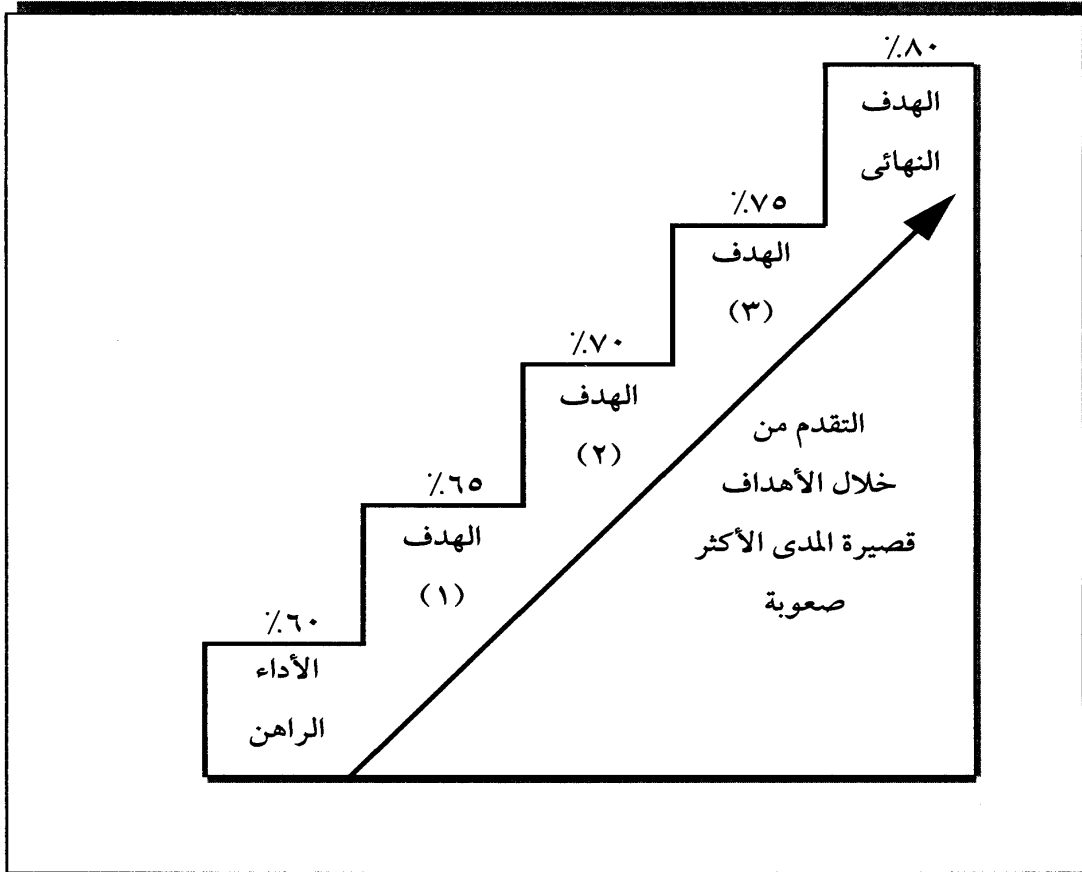 ٪٨٠
الهدف
النهائى
٪٧٥
الهدف
(٣)
٪٧٠
الهدف
(٢)
٪٦٥
الهدف
(١)
٪٦٠
الأداء
الراهن
التقدم من
خلال الأهداف
قصيرة المدى الأكثر
صعوبة